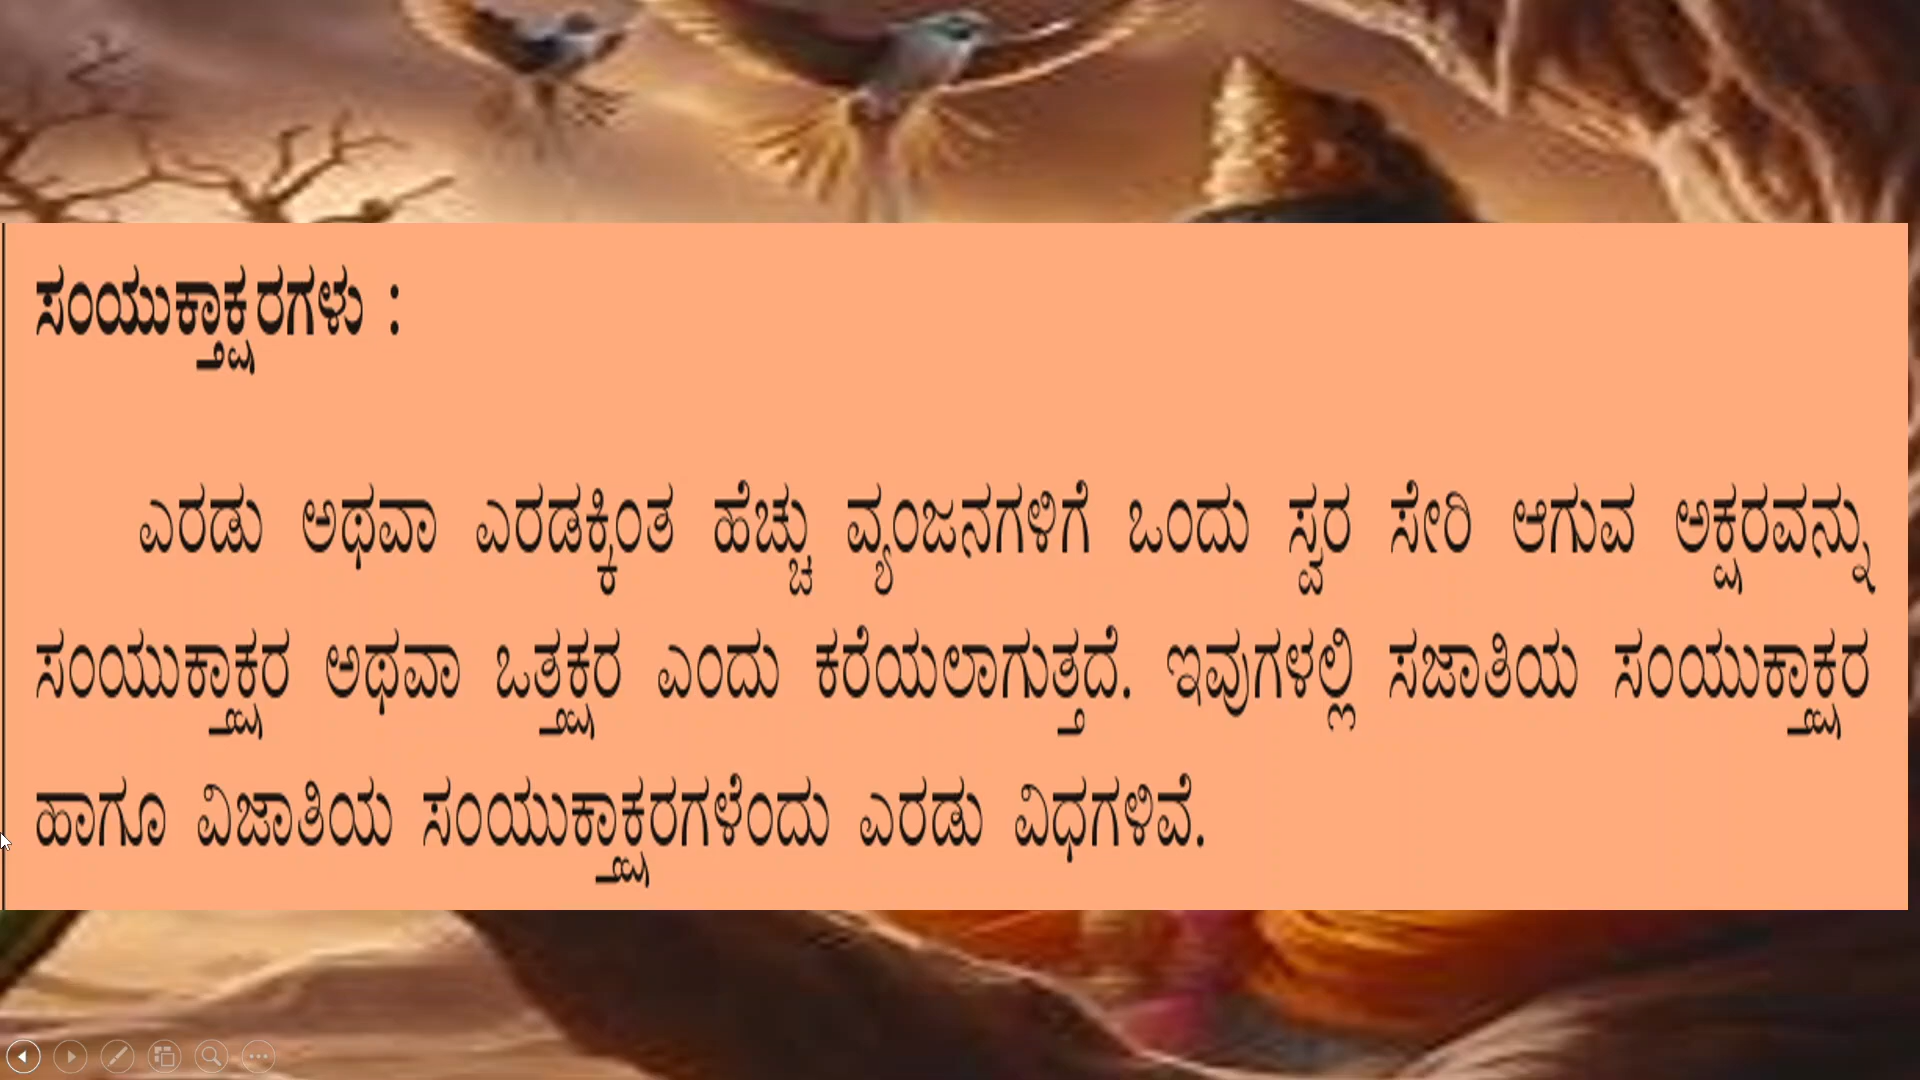 ಸಂಯುಕ್ತಾಕ್ಷರಗಳು :
ಎರಡು ಅಥವಾ ಎರಡಕ್ಕಿಂತ ಹೆಚ್ಚು ವ್ಯಂಜನಗಳಿಗೆ ಒಂದು ಸ್ವರ ಸೇರಿ ಆಗುವ ಅಕ್ಷರವನ್ನು
ಸಂಯುಕ್ತಾಕ್ಷರ ಅಥವಾ ಒತ್ತಕ್ಷರ ಎಂದು ಕರೆಯಲಾಗುತ್ತದೆ. ಇವುಗಳಲ್ಲಿ ಸಜಾತಿಯ ಸಂಯುಕ್ತಾಕ್ಷರ
ಹಾಗೂ ವಿಜಾತಿಯ ಸಂಯುಕ್ತಾಕ್ಷರಗಳೆಂದು ಎರಡು ವಿಧಗಳಿವೆ.